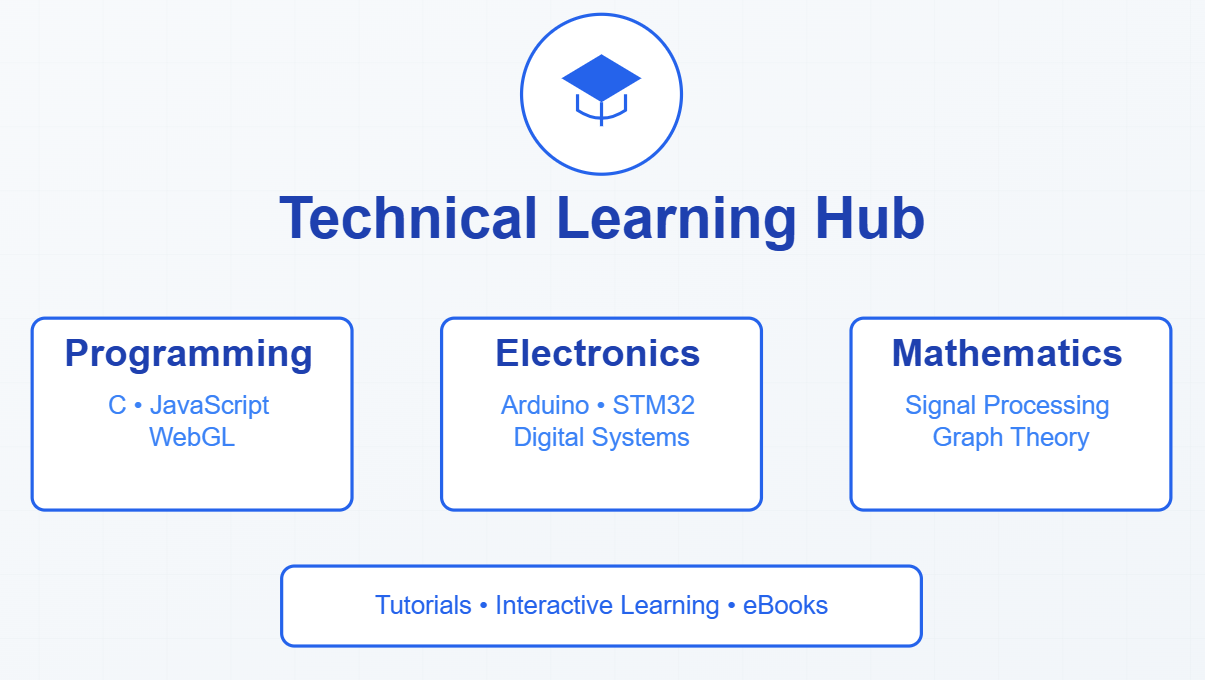 Technical Learning Hub
Programming
C • JavaScript
WebGL
Electronics
Arduino • STM32
Digital Systems
Mathematics
Signal Processing
Graph Theory
Tutorials • Interactive Learning • eBooks